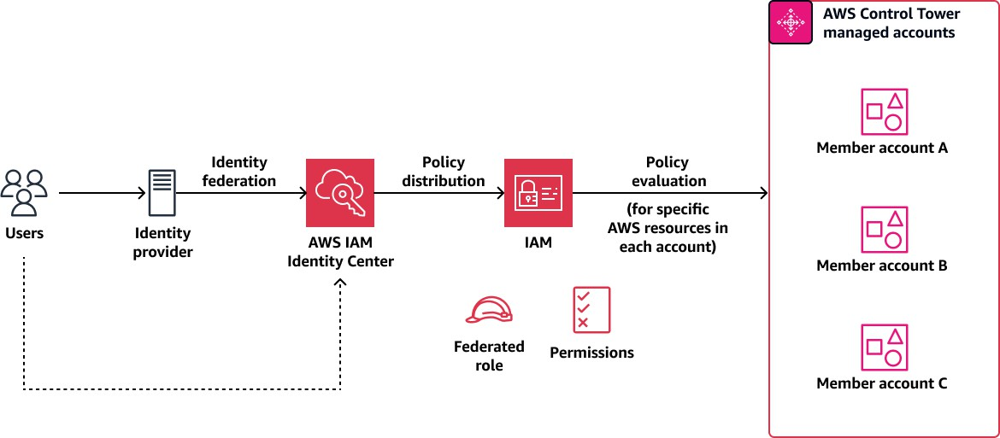 AWS Control Tower
managed accounts
Member account A
Member account B
Member account C
Users
Identity
provider
Identity
federation
AWS IAM
Identity Center
Policy
distribution
IAM
Policy
evaluation
(for specific
AWS resources in
each account)
Federated
role
Permissions